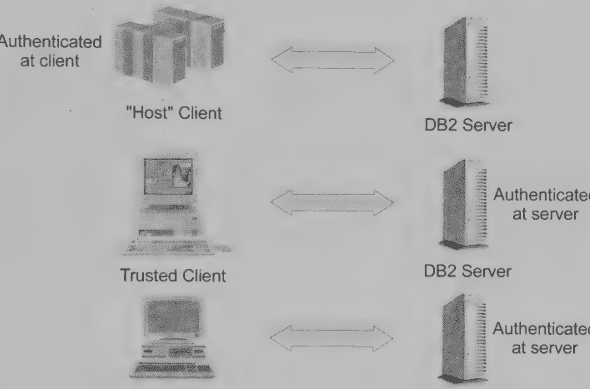 Authenticated
at client
"Host" Client
DB2 Server
Authenticated
at server
Trusted Client
DB2 Server
Authenticated
at server